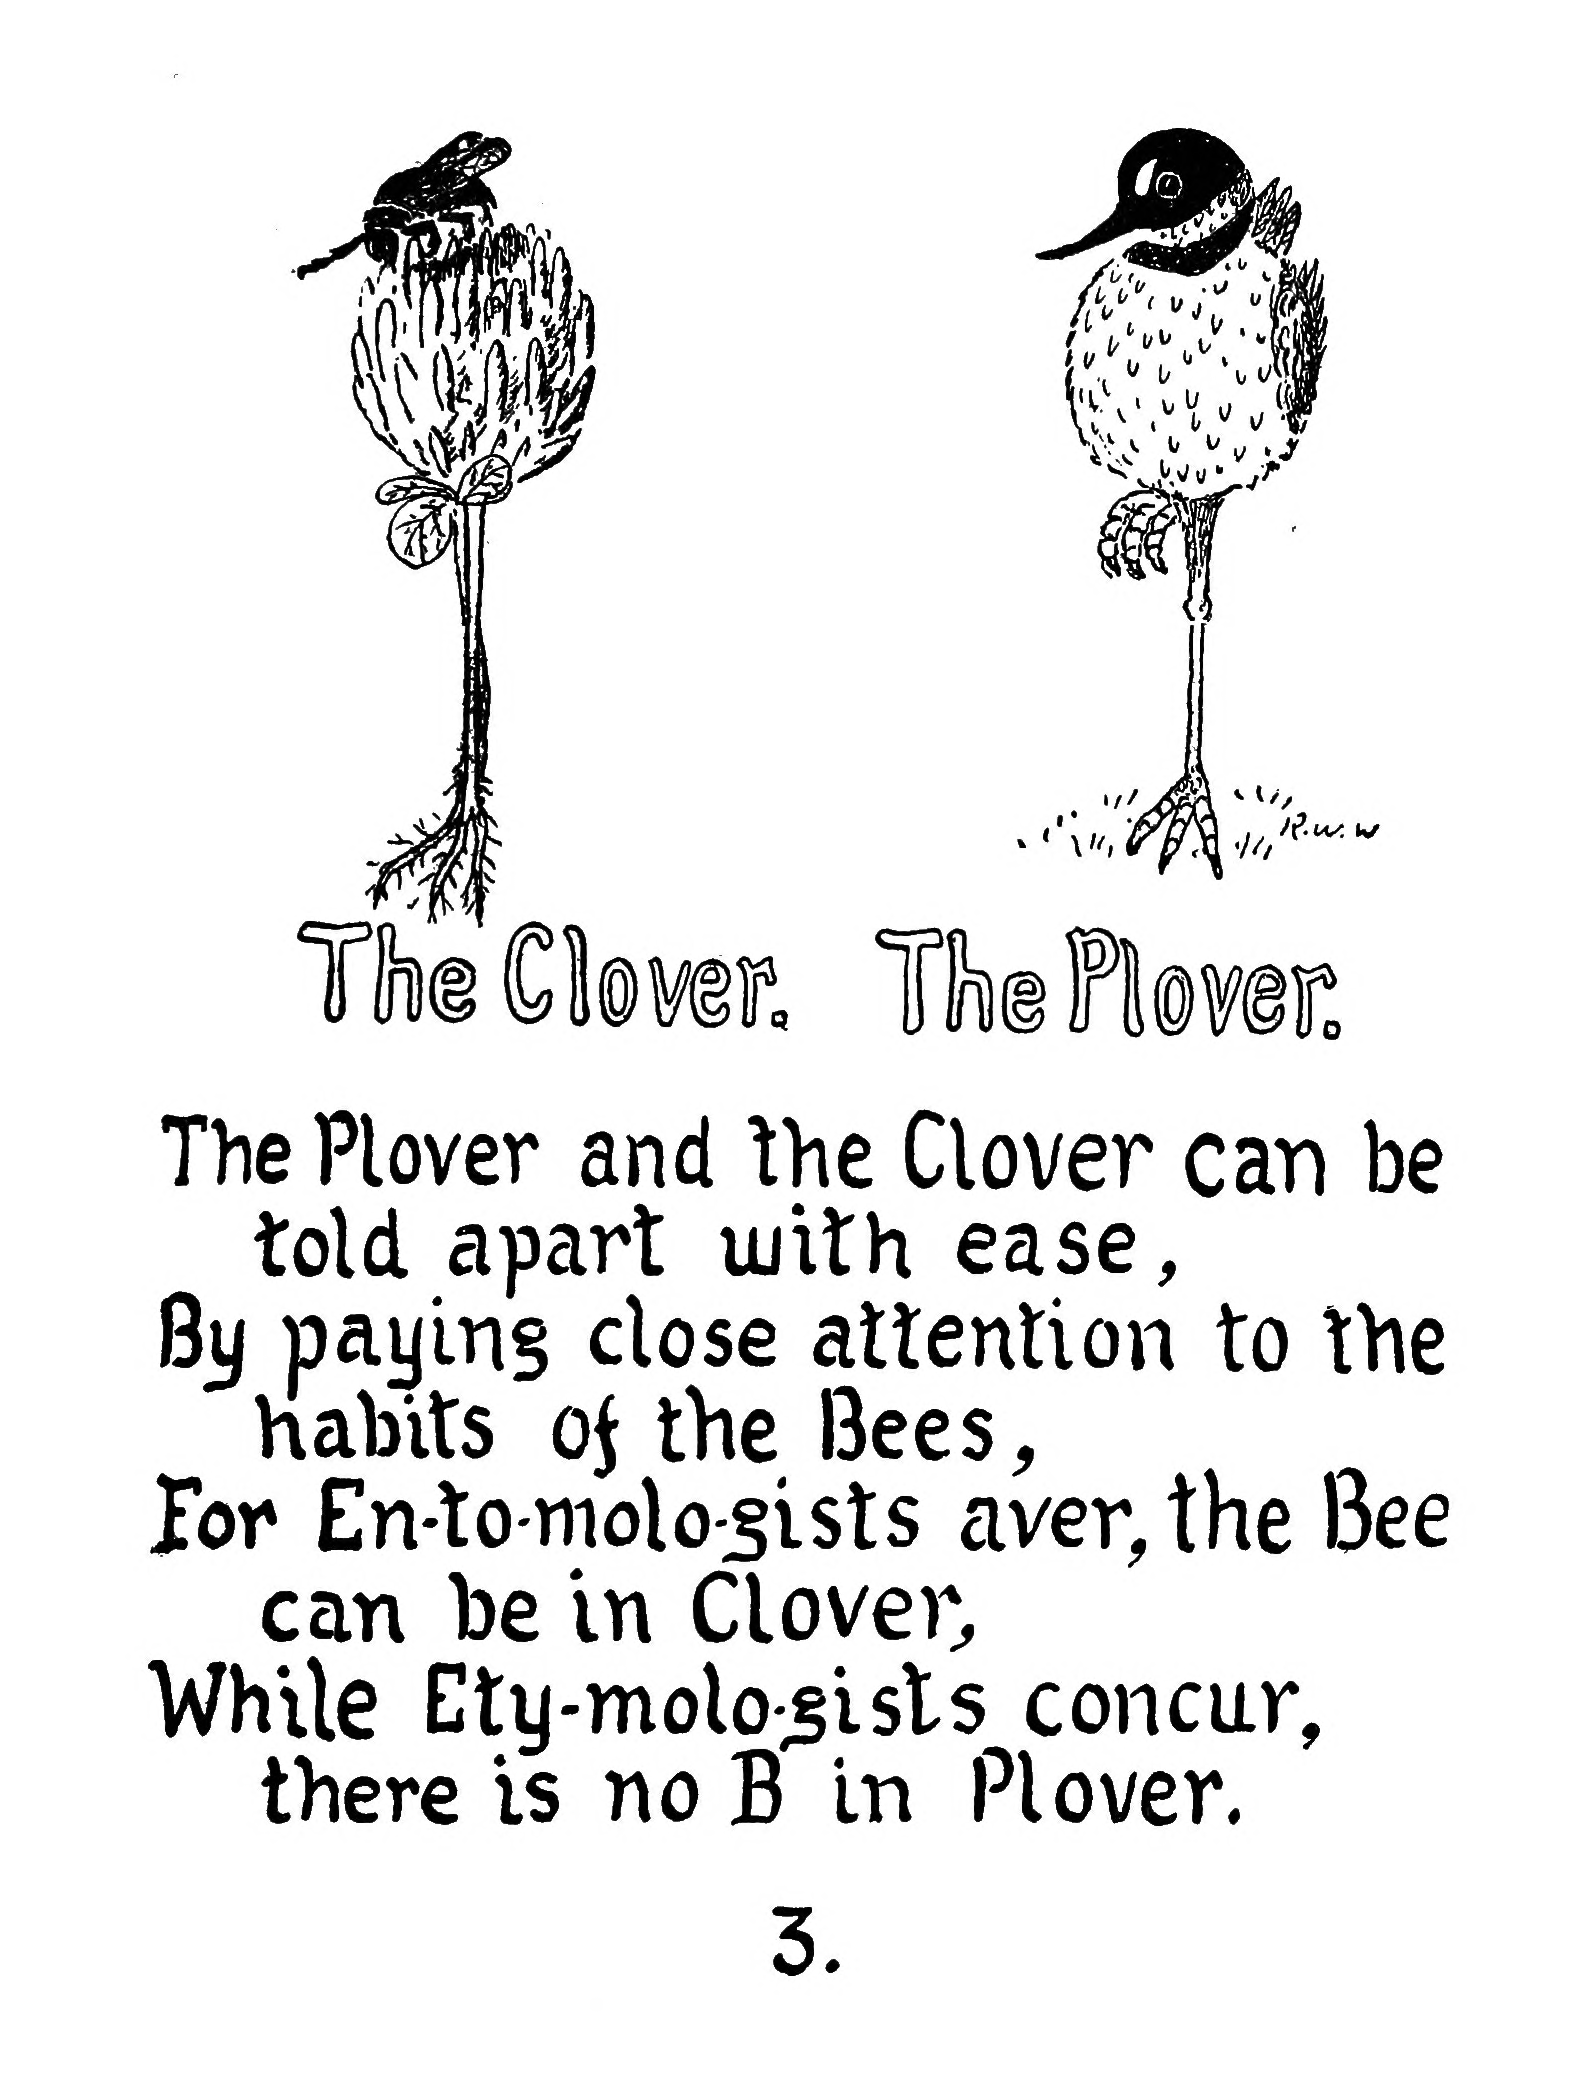 R.W.W
The Clover. The Plover.
The Plover and the Clover can be
told apart with ease,
By paying close attention to the
habits of the Bees,
For En-to-molo-gists aver, the Bee
can be in Clover,
While Ety-molo-gists concur,
there is no B in Plover.
3.